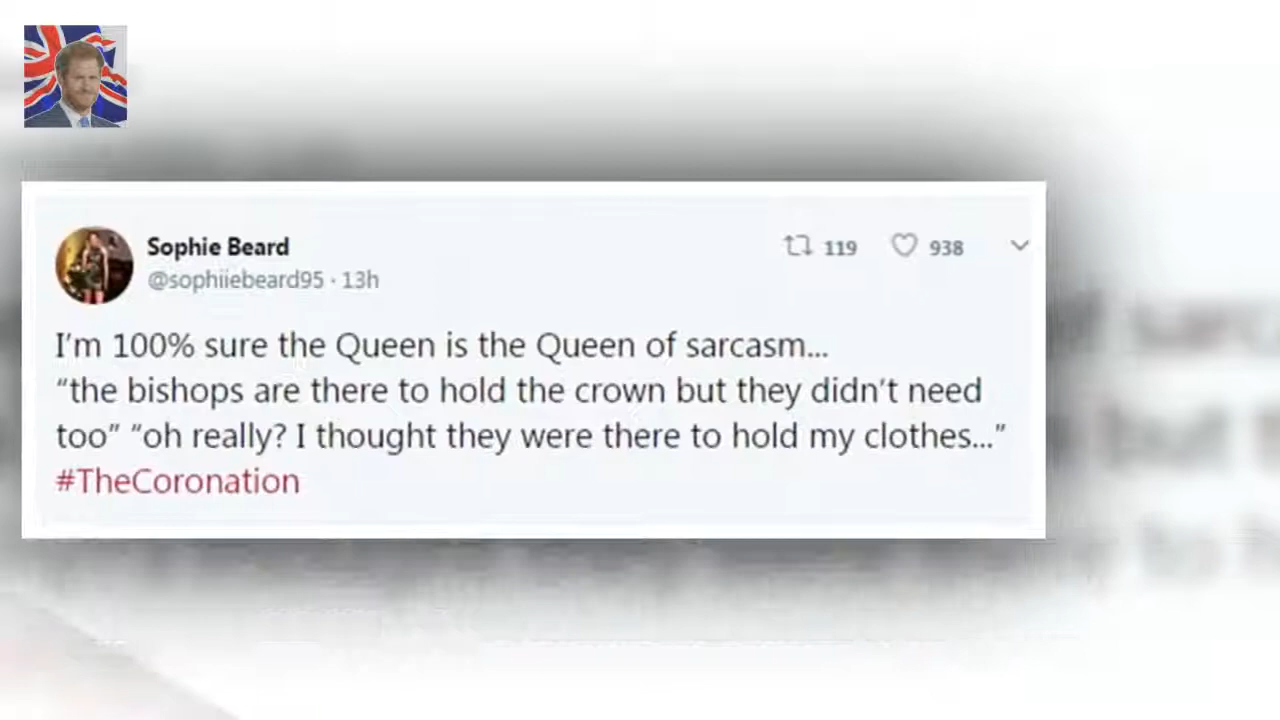 Sophie Beard
119 938
@sophiiebeard95 · 13h
I'm 100% sure the Queen is the Queen of sarcasm...
“the bishops are there to hold the crown but they didn't need
too” “oh really? I thought they were there to hold my clothes...”
#TheCoronation